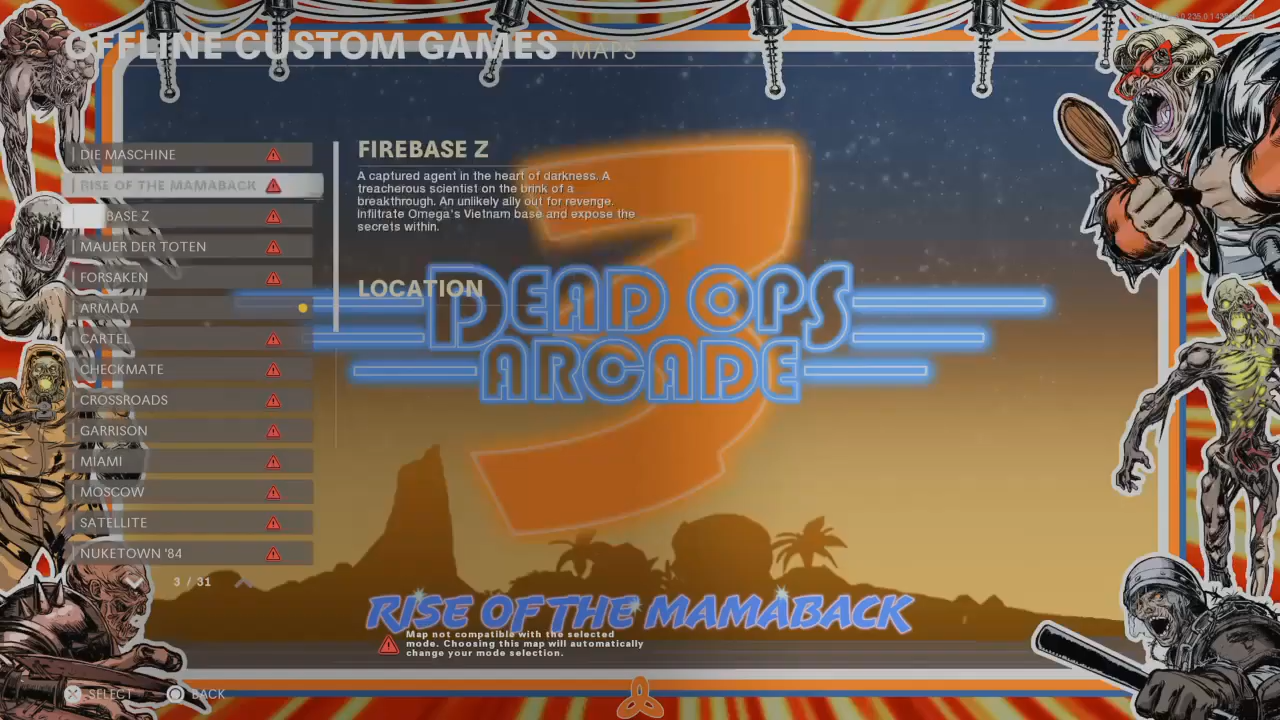 OFFLINE CUSTOM GAMES MAPS
DIE MASCHINE
RISE OF THE MAMABACK
BASE Z
MAUER DER TOTEN
FORSAKEN
ARMADA
CARTEL
CHECKMATE
CROSSROADS
GARRISON
MIAMI
MOSCOW
SATELLITE
NUKETOWN '84
3 / 31
FIREBASE Z
A captured agent in the heart of darkness. A
treacherous scientist on the brink of a
breakthrough. An unlikely ally out for revenge.
Infiltrate Omega's Vietnam base and expose the
secrets within.
LOCATION
3
DEAD OPS
ARCADE
RISE OF THE MAMABACK
Map not compatible with the selected
mode. Choosing this map will automatically
change your mode selection.
SELECT BACK